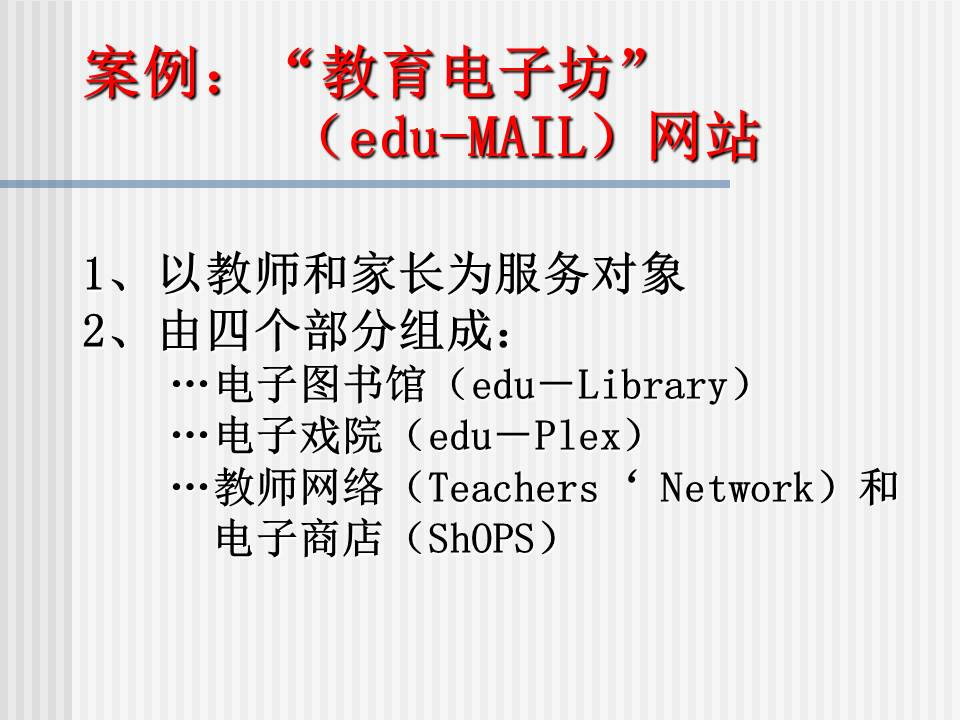 案例：“教育电子坊”
（edu-MAIL）网站
1、以教师和家长为服务对象
2、由四个部分组成：
…电子图书馆（edu－Library）
…电子戏院（edu－Plex）
…教师网络（Teachers‘ Network）和
电子商店（ShOPS）